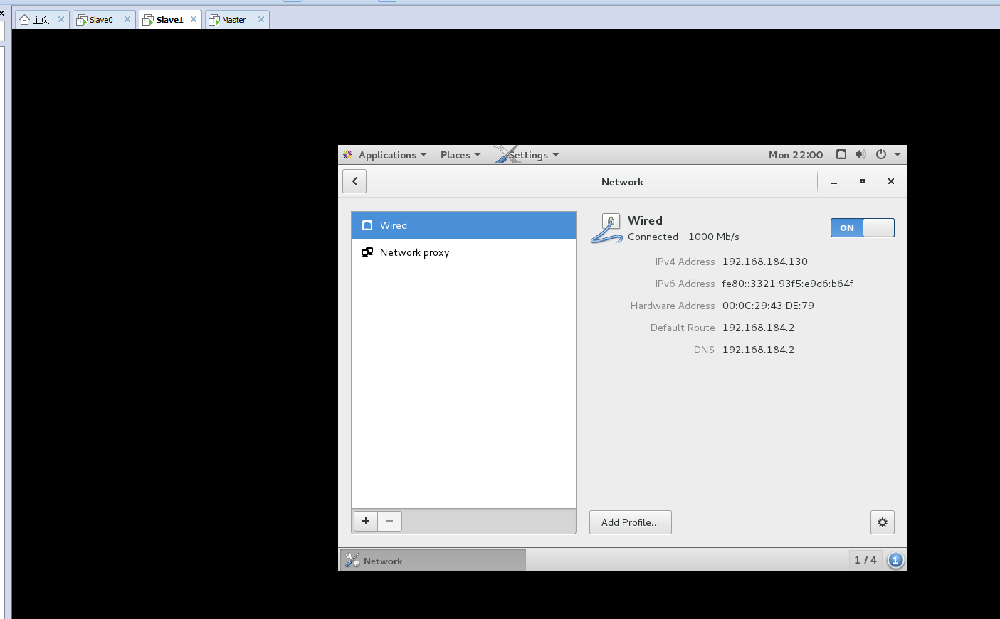 主页 Slave0 Slave1 Master
Applications Places Settings Mon 22:00
Network
Wired
Network proxy
Wired
Connected - 1000 Mb/s
ON
IPv4 Address 192.168.184.130
IPv6 Address fe80::3321:93f5:e9d6:b64f
Hardware Address 00:0C:29:43:DE:79
Default Route 192.168.184.2
DNS 192.168.184.2
Add Profile...
Network
1 / 4
1